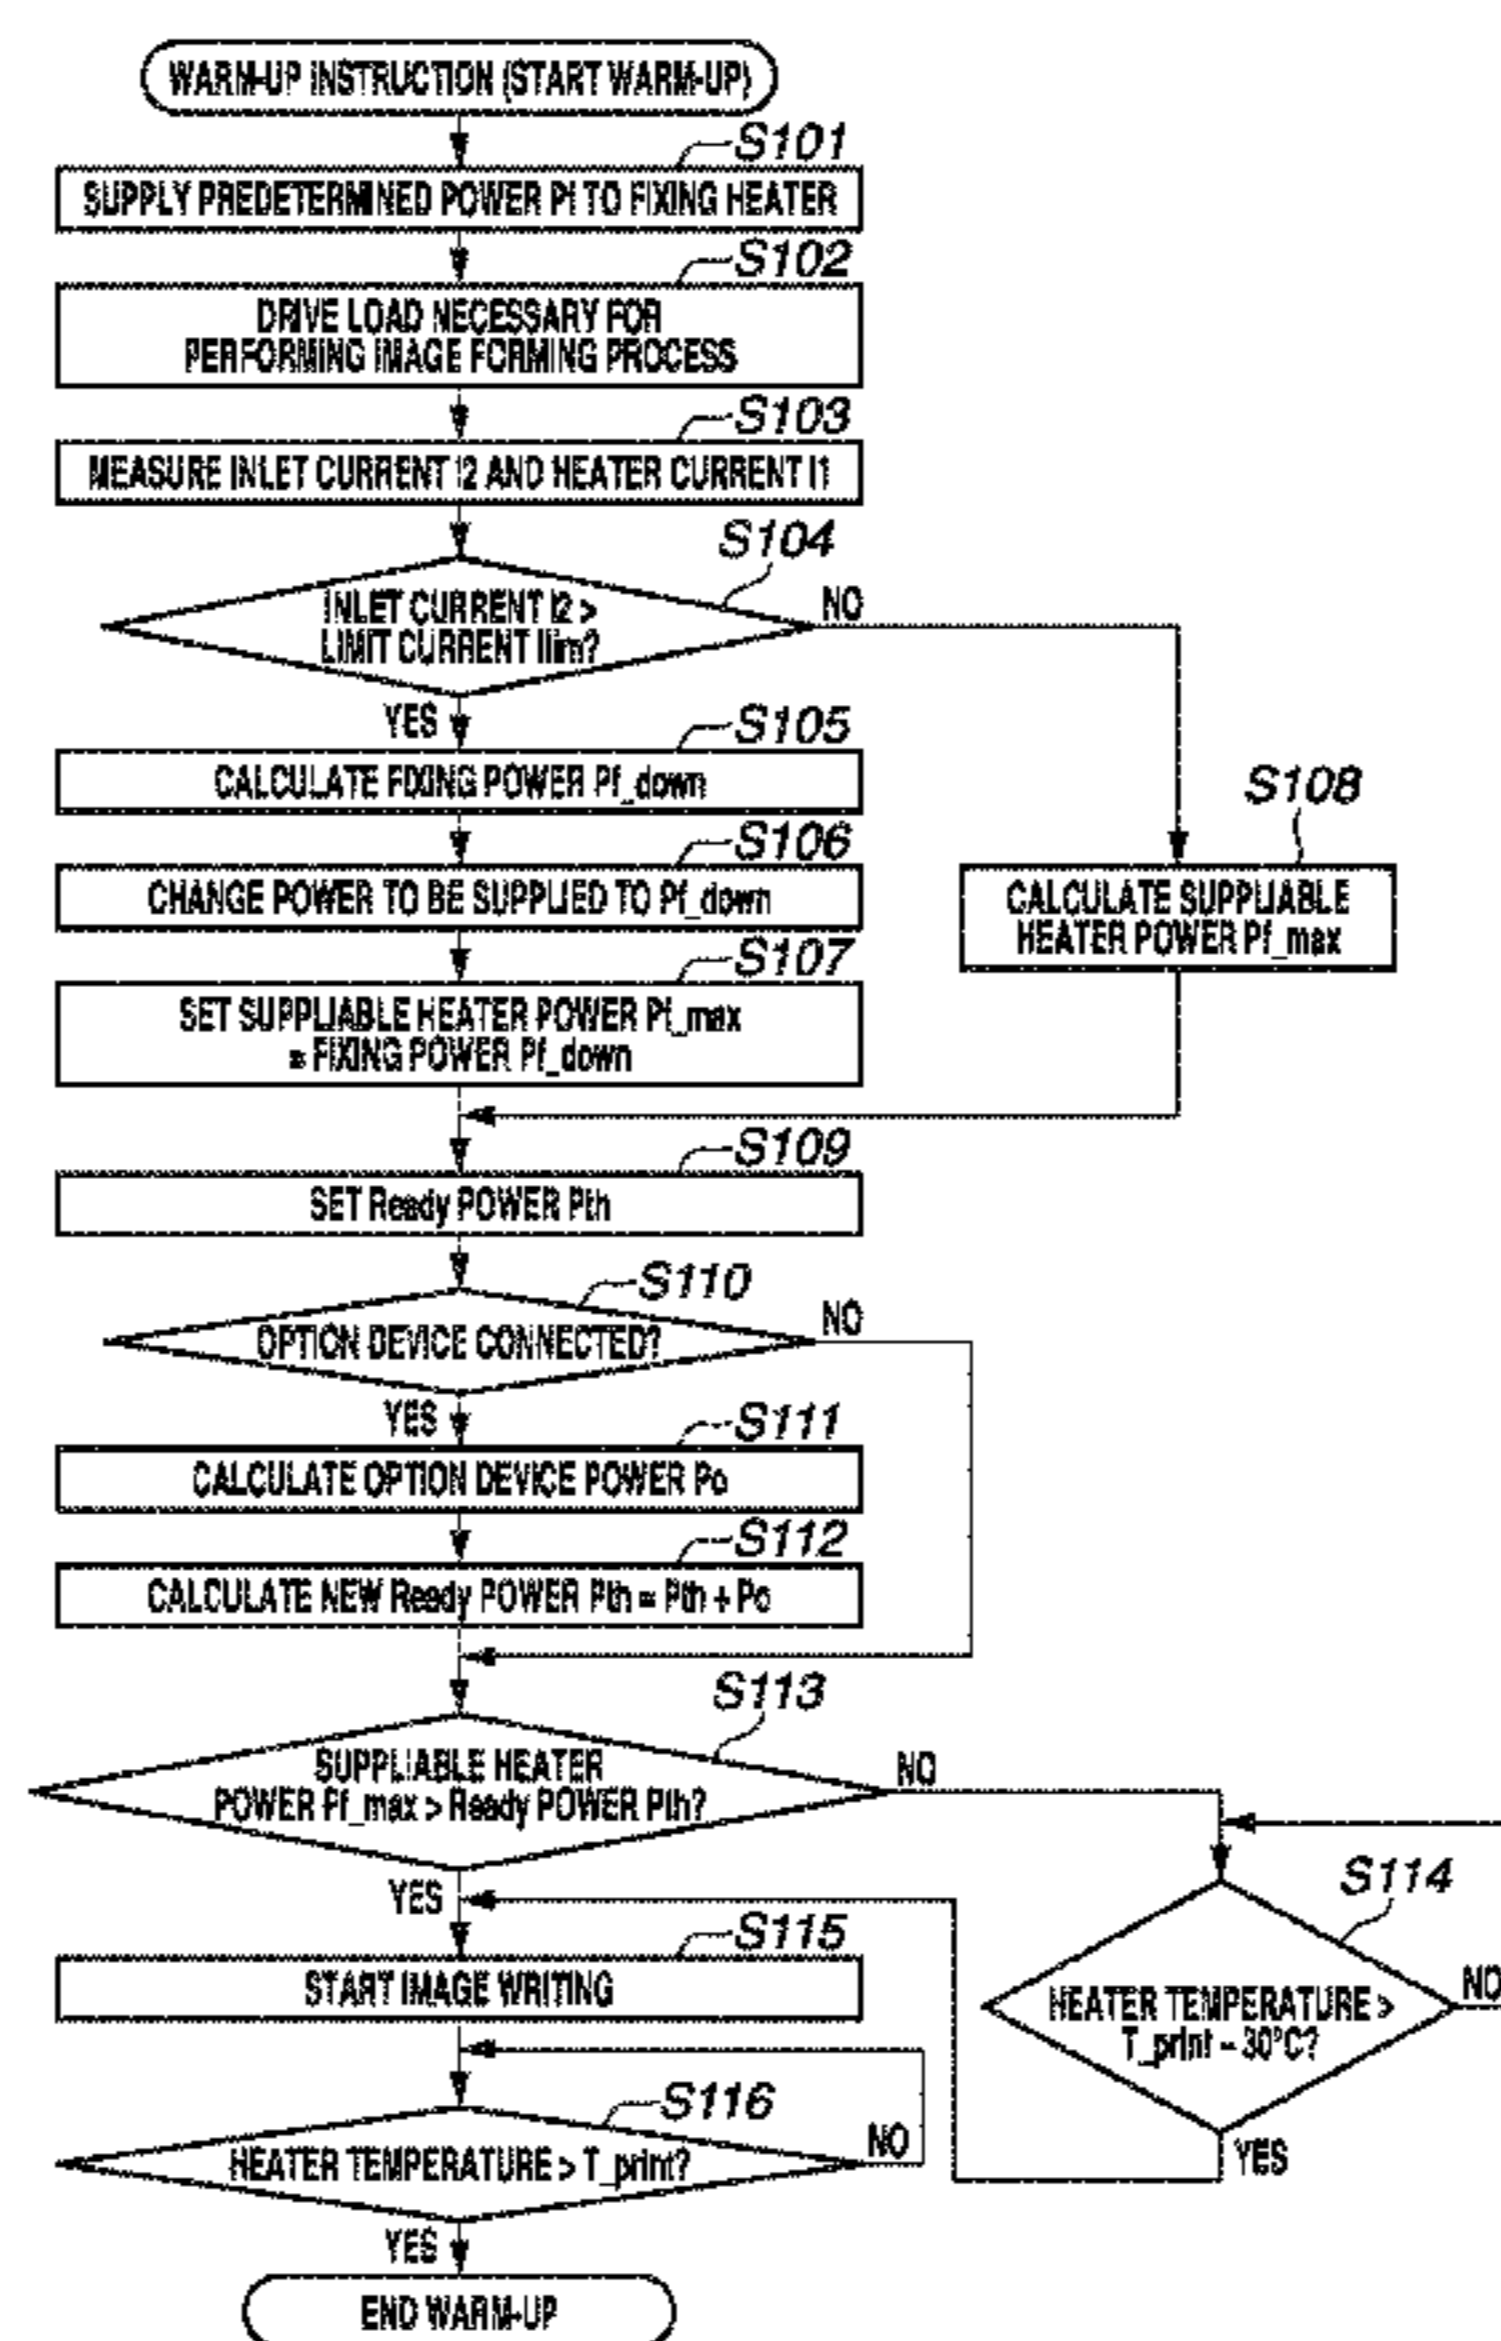 WARM-UP INSTRUCTION (START WARM-UP)
S101
SUPPLY PREDETERMINED POWER Pf TO FIXING HEATER
S102
DRIVE LOAD NECESSARY FOR
PERFORMING IMAGE FORMING PROCESS
S103
MEASURE INLET CURRENT I2 AND HEATER CURRENT I1
S104
INLET CURRENT I2 >
LIMIT CURRENT Ilim?
NO
YES
S105
CALCULATE FIXING POWER Pf_down
S106
CHANGE POWER TO BE SUPPLIED TO Pf_down
S107
SET SUPPLIABLE HEATER POWER Pf_max
= FIXING POWER Pf_down
S108
CALCULATE SUPPLIABLE
HEATER POWER Pf_max
S109
SET Ready POWER Pth
S110
OPTION DEVICE CONNECTED?
NO
YES
S111
CALCULATE OPTION DEVICE POWER Po
S112
CALCULATE NEW Ready POWER Pth = Pth + Po
S113
SUPPLIABLE HEATER
POWER Pf_max > Ready POWER Pth?
NO
YES
S114
HEATER TEMPERATURE >
T_print - 30°C?
NO
YES
S115
START IMAGE WRITING
S116
HEATER TEMPERATURE > T_print?
NO
YES
END WARM-UP